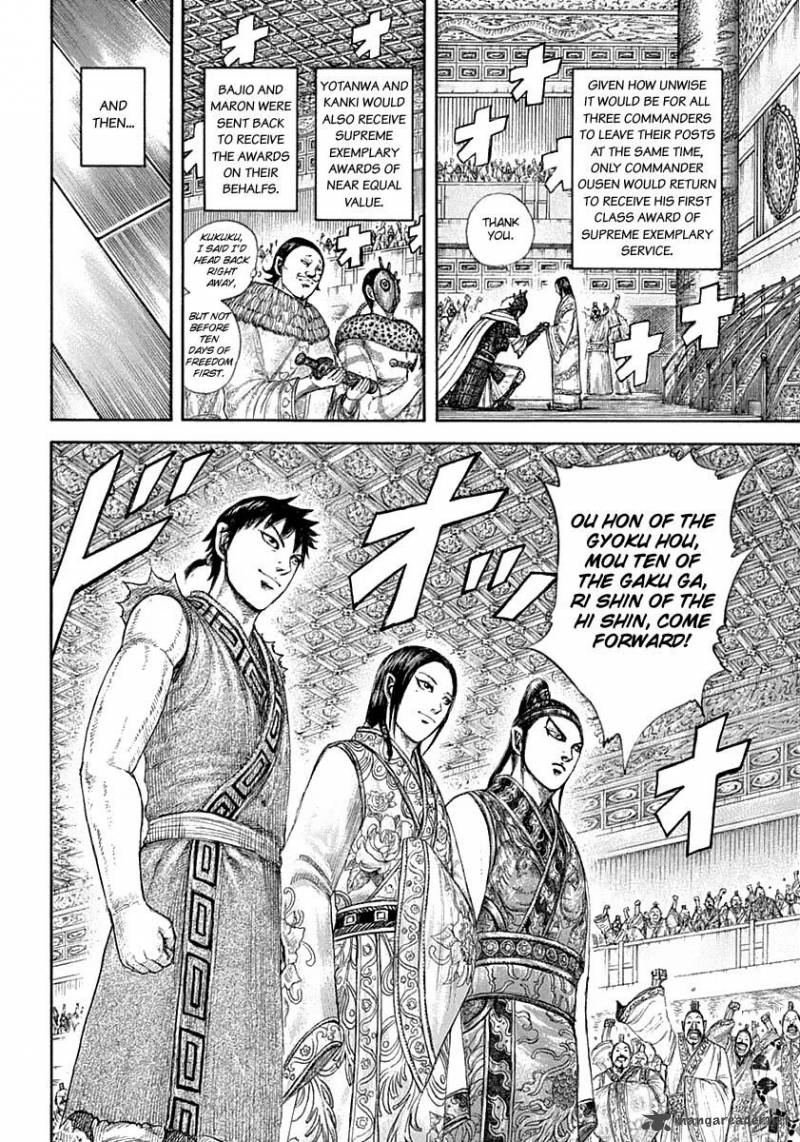 GIVEN HOW UNWISE
IT WOULD BE FOR ALL
THREE COMMANDERS
TO LEAVE THEIR POSTS
AT THE SAME TIME,
ONLY COMMANDER
OUSEN WOULD RETURN
TO RECEIVE HIS FIRST
CLASS AWARD OF
SUPREME EXEMPLARY
SERVICE.
THANK
YOU.
オオオ
YOTANWA AND
KANKI WOULD
ALSO RECEIVE
SUPREME
EXEMPLARY
AWARDS OF
NEAR EQUAL
VALUE.
BAJIO AND
MARON WERE
SENT BACK
TO RECEIVE
THE AWARDS
ON THEIR
BEHALFS.
オオオ
KUKUKU,
I SAID I'D
HEAD BACK
RIGHT
AWAY,
BUT NOT
BEFORE
TEN
DAYS OF
FREEDOM
FIRST.
AND
THEN...
OU HON OF THE
GYOKU HOU,
MOU TEN OF
THE GAKU GA,
RI SHIN OF THE
HI SHIN, COME
FORWARD!
ドオオ